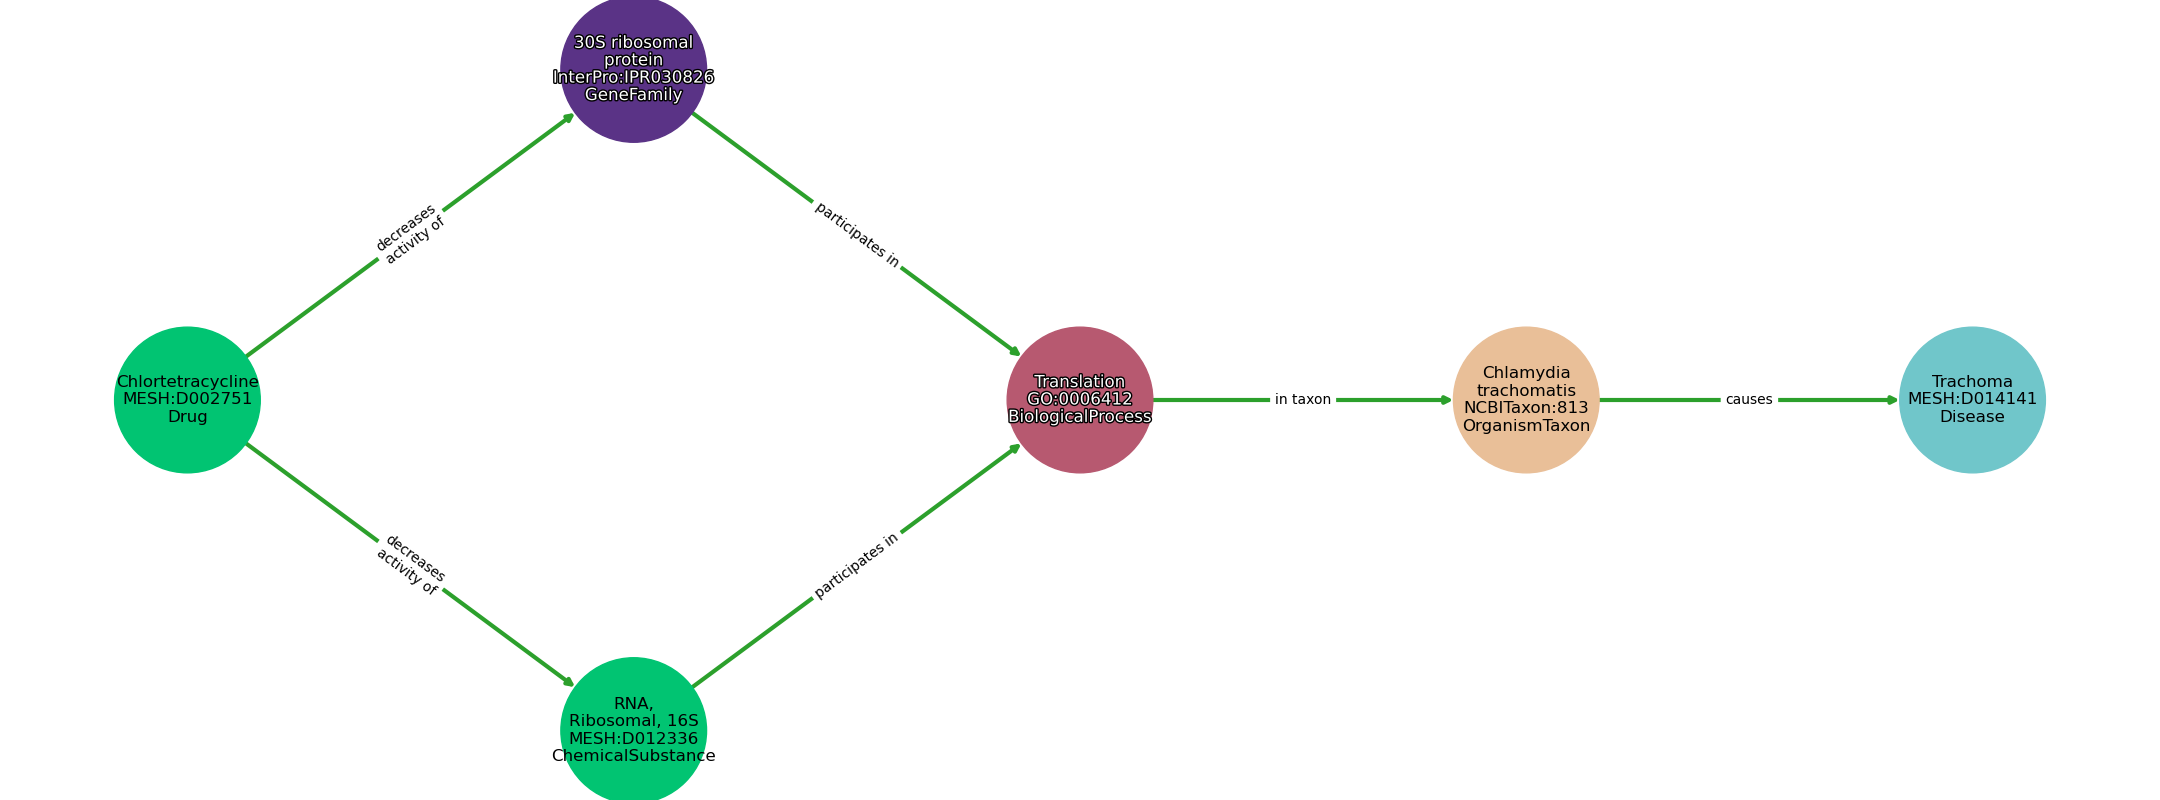 30S ribosomal
protein
InterPro:IPR030826
GeneFamily
decreases
activity of
participates in
Chlortetracycline
MESH:D002751
Drug
Translation
GO:0006412
BiologicalProcess
in taxon
Chlamydia
trachomatis
NCBITaxon:813
OrganismTaxon
causes
Trachoma
MESH:D014141
Disease
decreases
activity of
participates in
RNA,
Ribosomal, 16S
MESH:D012336
ChemicalSubstance